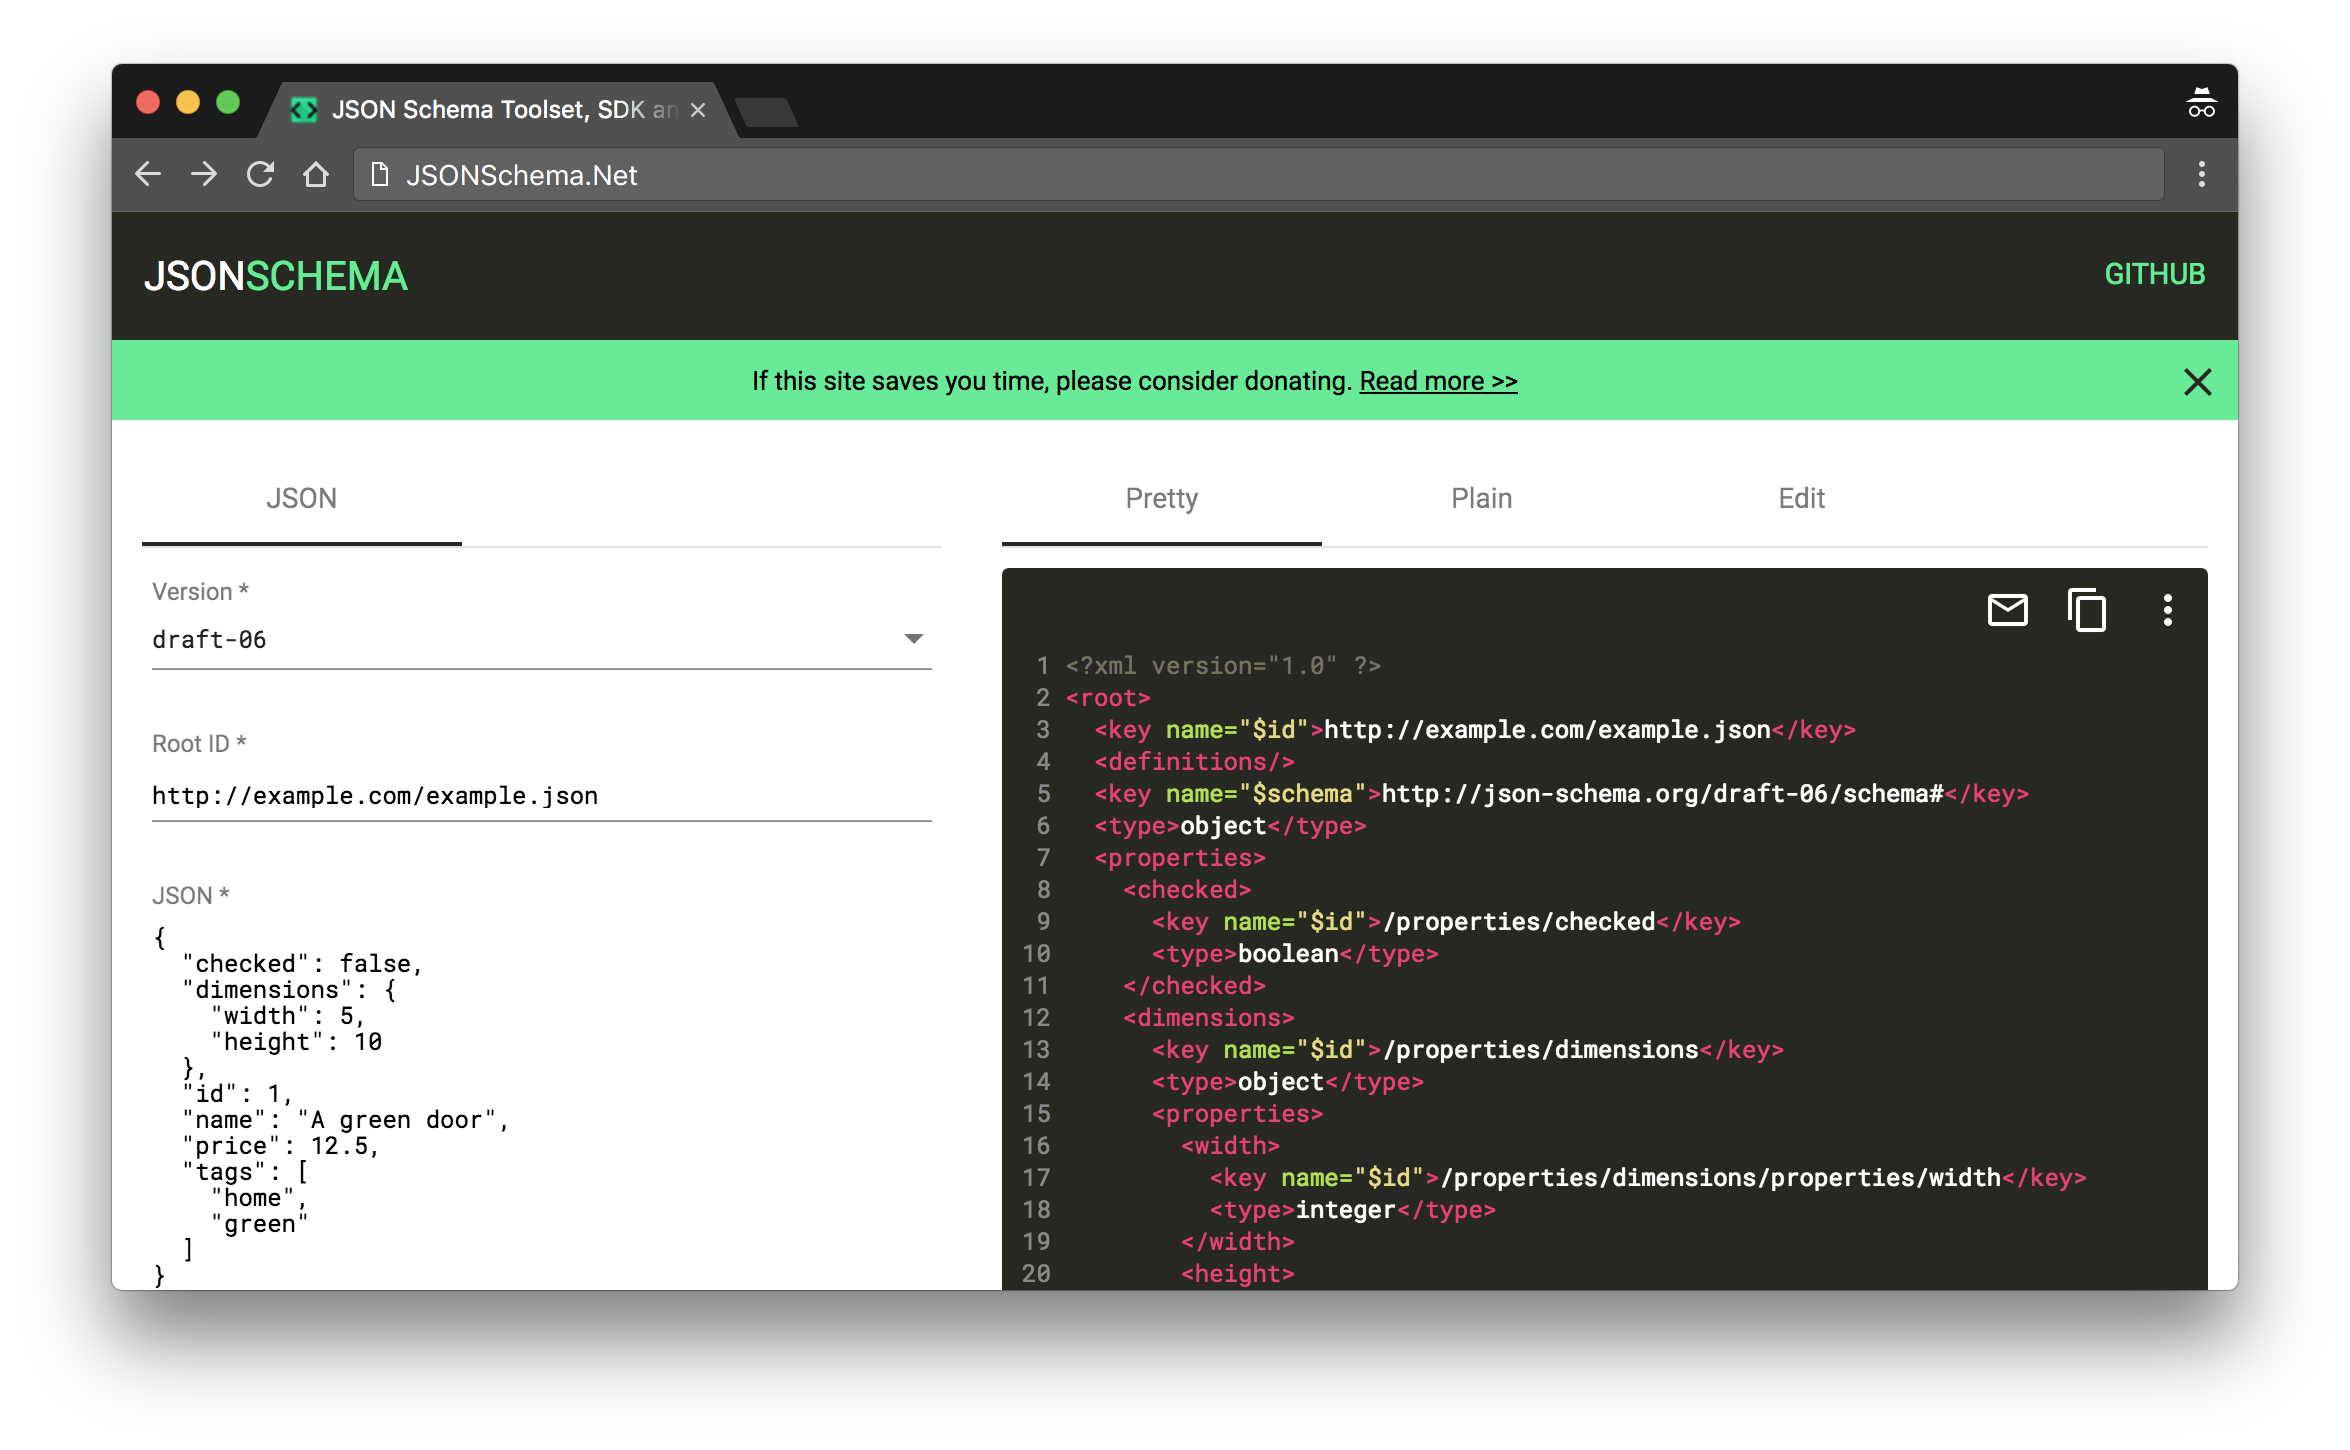 JSON Schema Toolset, SDK an
JSONSchema.Net
JSONSCHEMA
GITHUB
If this site saves you time, please consider donating. Read more >>
JSON
Version *
draft-06
Root ID *
http://example.com/example.json
JSON *
{
  "checked": false,
  "dimensions": {
    "width": 5,
    "height": 10
  },
  "id": 1,
  "name": "A green door",
  "price": 12.5,
  "tags": [
    "home",
    "green"
  ]
}
Pretty
Plain
Edit
1 <?xml version="1.0" ?>
2 <root>
3   <key name="$id">http://example.com/example.json</key>
4   <definitions/>
5   <key name="$schema">http://json-schema.org/draft-06/schema#</key>
6   <type>object</type>
7   <properties>
8     <checked>
9       <key name="$id">/properties/checked</key>
10       <type>boolean</type>
11     </checked>
12     <dimensions>
13       <key name="$id">/properties/dimensions</key>
14       <type>object</type>
15       <properties>
16         <width>
17           <key name="$id">/properties/dimensions/properties/width</key>
18           <type>integer</type>
19         </width>
20         <height>